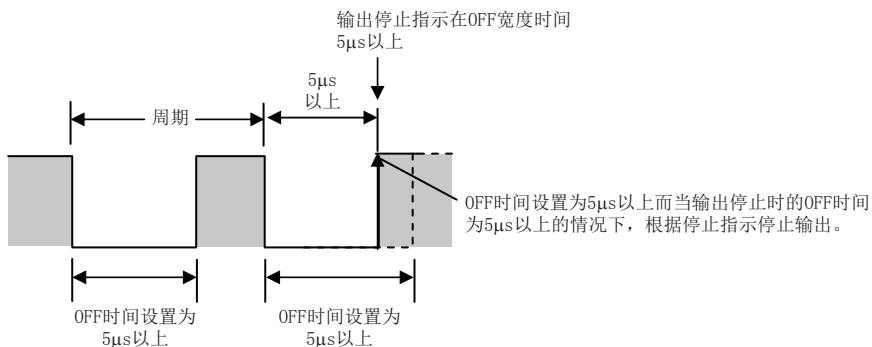 输出停止指示在OFF宽度时间
5μs以上
5μs
以上
周期
OFF时间设置为5μs以上而当输出停止时的OFF时间
为5μs以上的情况下，根据停止指示停止输出。
OFF时间设置为
5μs以上
OFF时间设置为
5μs以上